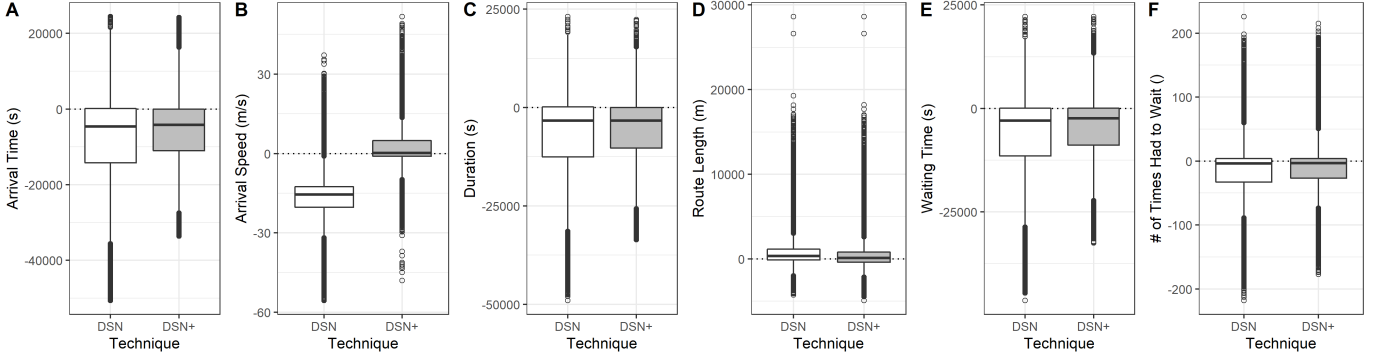 A
Arrival Time (s)
20000
0
-20000
-40000
DSN
DSN+
Technique
B
Arrival Speed (m/s)
30
0
-30
-60
DSN
DSN+
Technique
C
Duration (s)
25000
0
-25000
-50000
DSN
DSN+
Technique
D
Route Length (m)
30000
20000
10000
0
DSN
DSN+
Technique
E
Waiting Time (s)
25000
0
-25000
DSN
DSN+
Technique
F
# of Times Had to Wait ()
200
100
0
-100
-200
DSN
DSN+
Technique